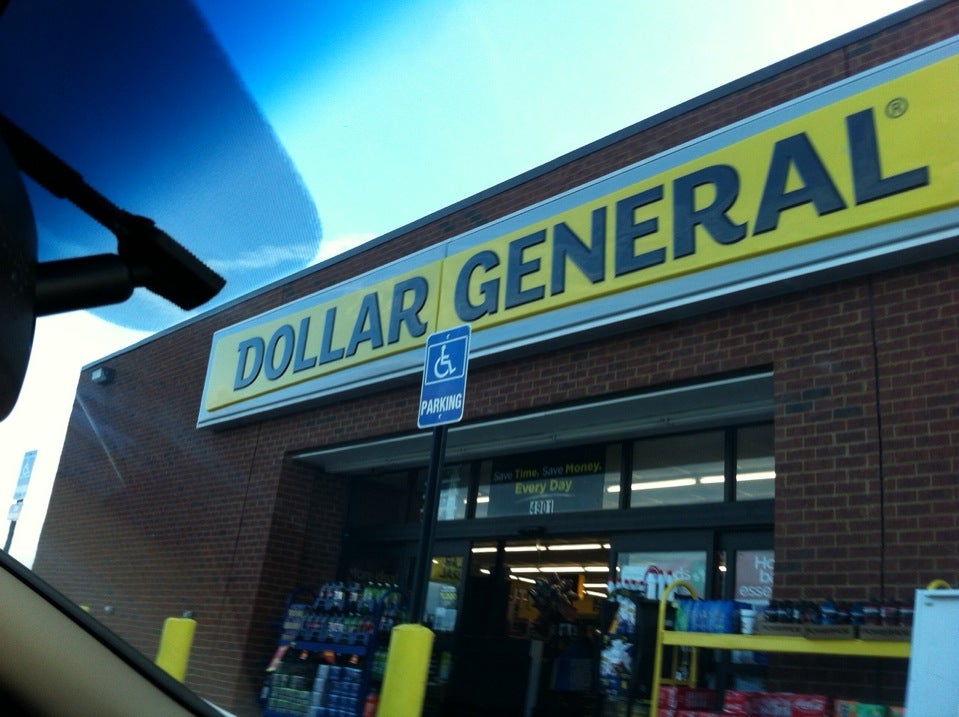 DOLLAR GENERAL®
PARKING
Save Time, Save Money.
Every Day
4901